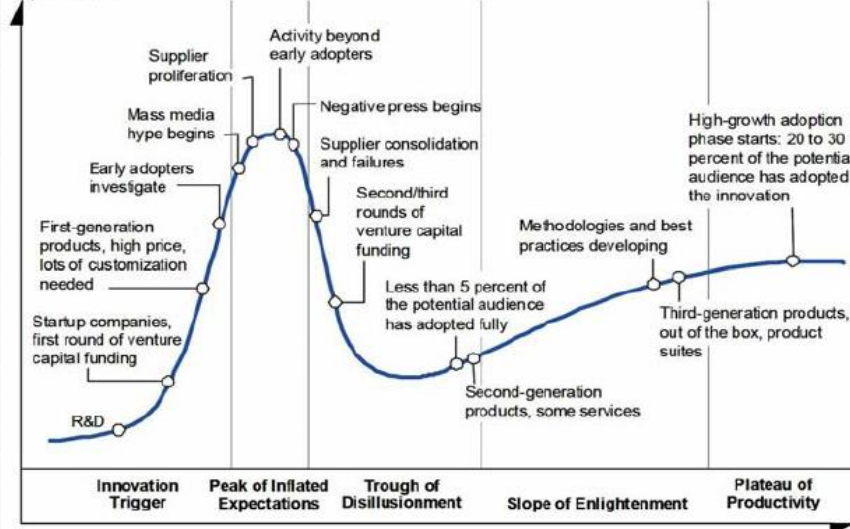 Activity beyond
early adopters
Supplier
proliferation
Negative press begins
Mass media
hype begins
Supplier consolidation
and failures
Early adopters
investigate
Second/third
rounds of
venture capital
funding
First-generation
products, high price,
lots of customization
needed
Less than 5 percent of
the potential audience
has adopted fully
Startup companies,
first round of venture
capital funding
R&D
Methodologies and best
practices developing
High-growth adoption
phase starts: 20 to 30
percent of the potentia
audience has adopted
the innovation
Third-generation products,
out of the box, product
suites
Second-generation
products, some services
Innovation
Trigger
Peak of Inflated
Expectations
Trough of
Disillusionment
Slope of Enlightenment
Plateau of
Productivity